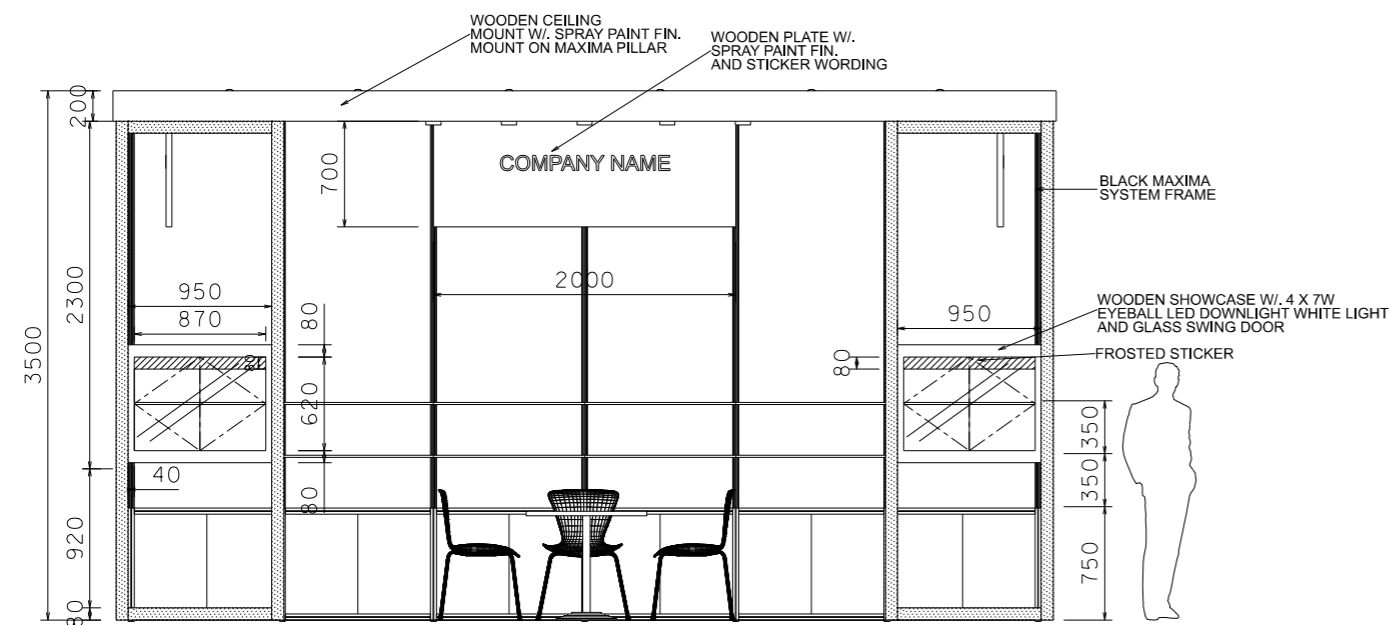 WOODEN CEILING
MOUNT W/. SPRAY PAINT FIN.
MOUNT ON MAXIMA PILLAR
WOODEN PLATE W/.
SPRAY PAINT FIN.
AND STICKER WORDING
200
700
COMPANY NAME
BLACK MAXIMA
SYSTEM FRAME
2300
3500
2000
950
870
80
80
620
80
950
WOODEN SHOWCASE W/. 4 X 7W
EYEBALL LED DOWNLIGHT WHITE LIGHT
AND GLASS SWING DOOR
FROSTED STICKER
80
350
350
40
920
750
80